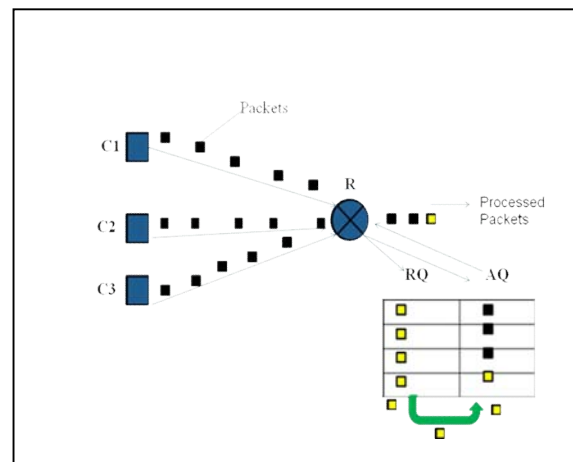 Packets
C1
R
Processed
Packets
C2
RQ
AQ
C3